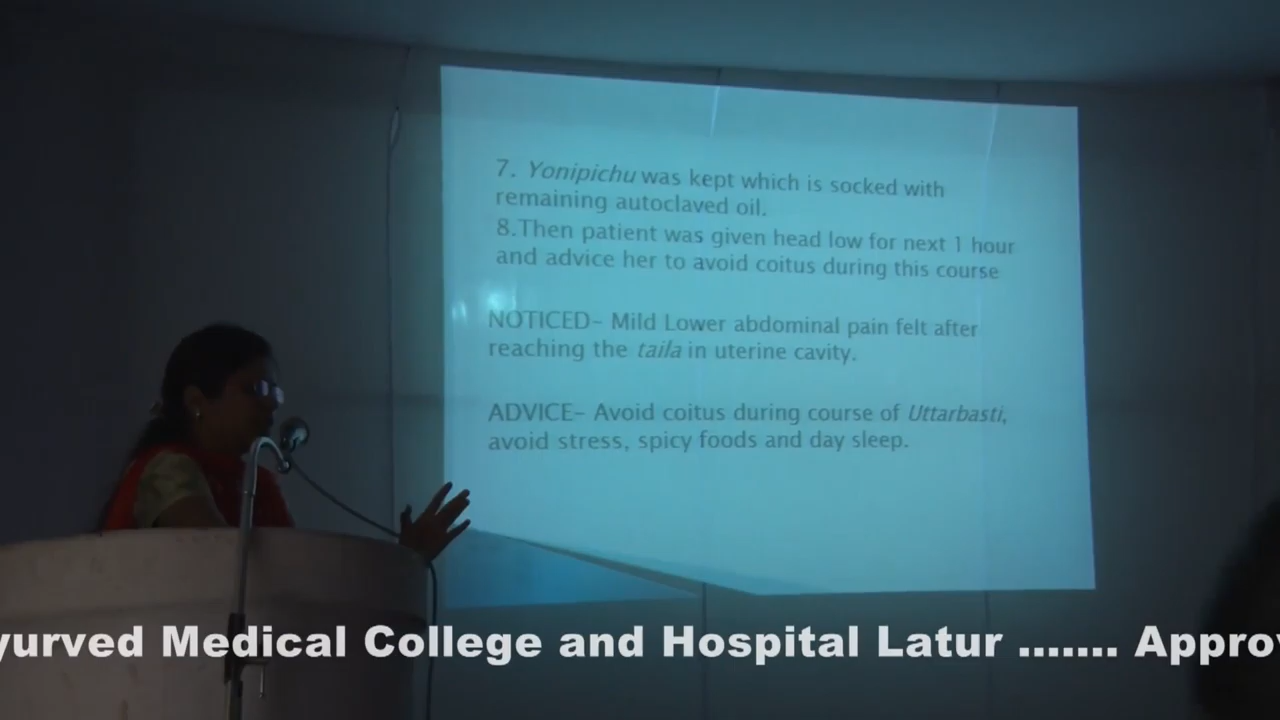 7. Yonipichu was kept which is socked with
remaining autoclaved oil.
8.Then patient was given head low for next 1 hour
and advice her to avoid coitus during this course
NOTICED- Mild Lower abdominal pain felt after
reaching the taila in uterine cavity.
ADVICE- Avoid coitus during course of Uttarbasti,
avoid stress, spicy foods and day sleep.
yurved Medical College and Hospital Latur ....... Approv